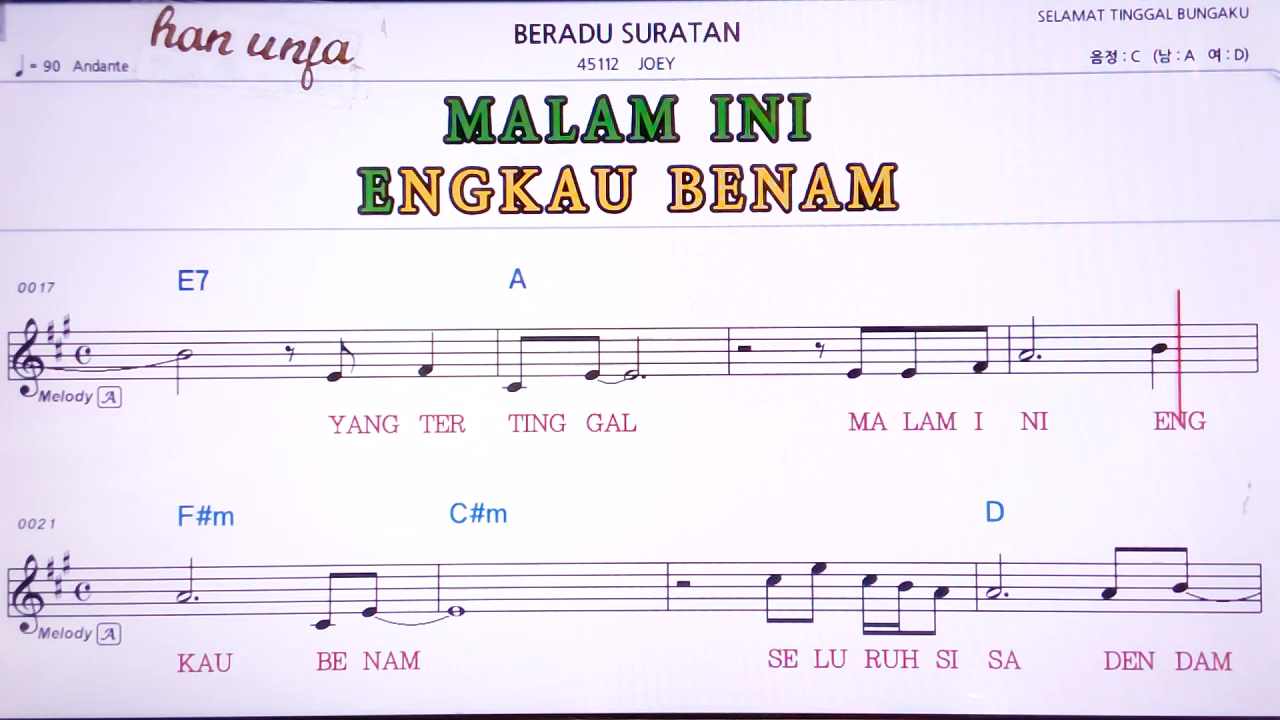 han unfa
BERADU SURATAN
SELAMAT TINGGAL BUNGAKU
= 90 Andante
45112 JOEY
음정 : C (남 : A 여 : D)
MALAM INI
ENGKAU BENAM
0017
E7 A
Melody A
YANG TER TING GAL MA LAM I NI ENG
0021
F#m C#m D
Melody A
KAU BE NAM SE LU RUH SI SA DEN DAM